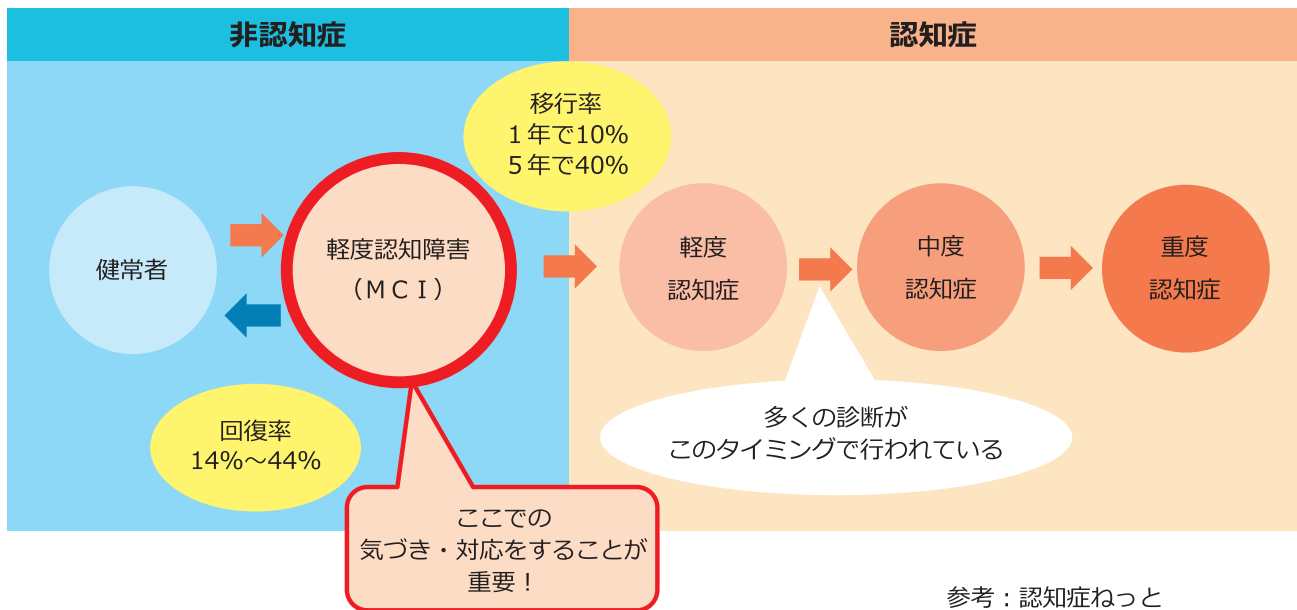 非認知症
認知症
移行率
１年で10%
５年で40%
健常者
軽度認知障害
（ＭＣＩ）
軽度
認知症
中度
認知症
重度
認知症
回復率
14%～44%
多くの診断が
このタイミングで行われている
ここでの
気づき・対応をすることが
重要！
参考：認知症ねっと